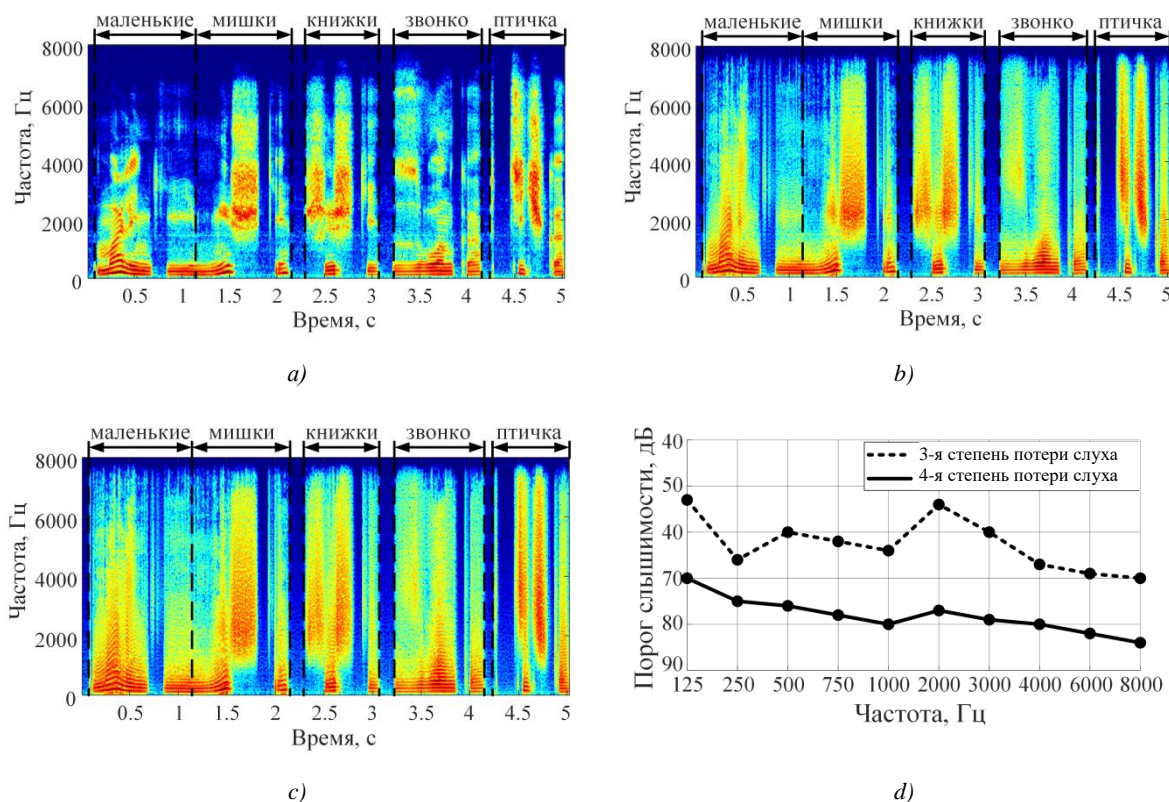 маленькие мишки книжки звонко птичка
8000
6000
4000
2000
0
Частота, Гц
0.5 1 1.5 2 2.5 3 3.5 4 4.5 5
Время, с
a)
маленькие мишки книжки звонко птичка
8000
6000
4000
2000
0
Частота, Гц
0.5 1 1.5 2 2.5 3 3.5 4 4.5 5
Время, с
b)
маленькие мишки книжки звонко птичка
8000
6000
4000
2000
0
Частота, Гц
0.5 1 1.5 2 2.5 3 3.5 4 4.5 5
Время, с
c)
Порог слышимости, дБ
40
50
40
70
80
90
3-я степень потери слуха
4-я степень потери слуха
125 250 500 750 1000 2000 3000 4000 6000 8000
Частота, Гц
d)